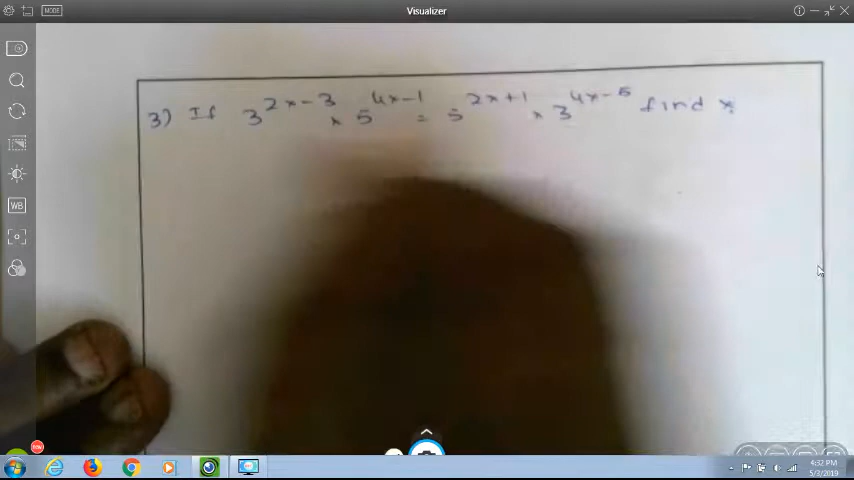 MODE
Visualizer
WB
3) If 3^{2x-3} × 5^{4x-1} = 5^{2x+1} × 3^{4x-5} find x.
4:32 PM
5/3/2019